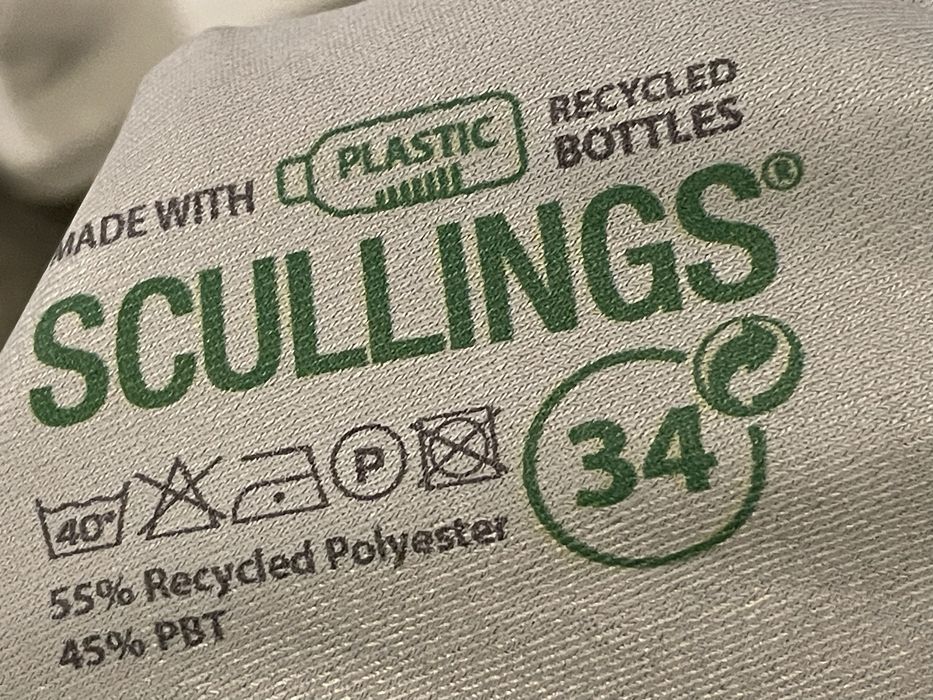 MADE WITH PLASTIC RECYCLED BOTTLES
SCULLINGS®
34
40° P
55% Recycled Polyester
45% PBT